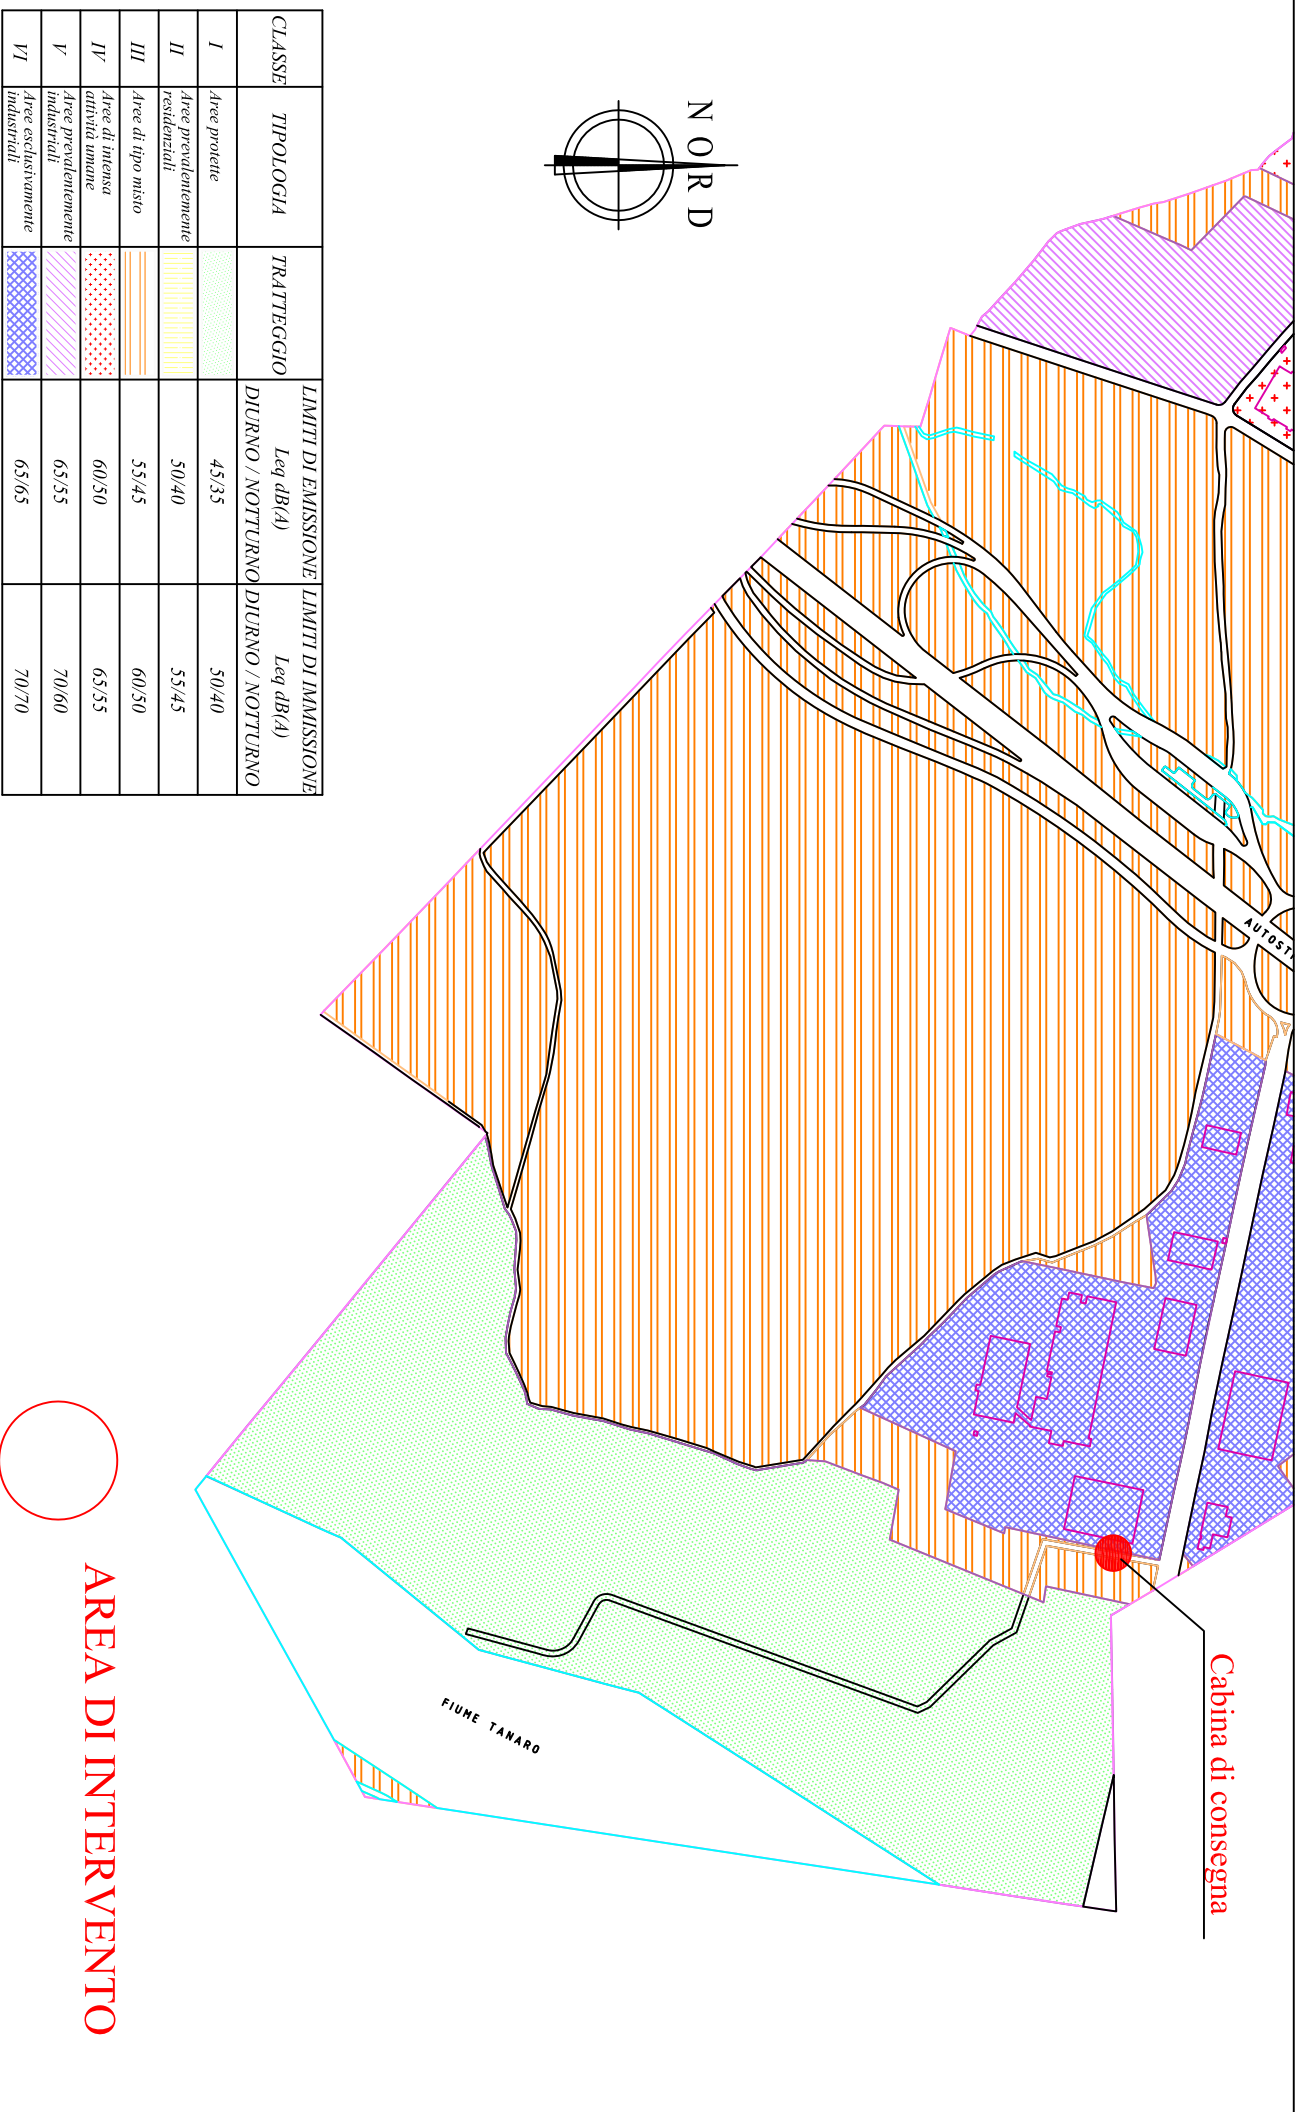 Cabina di consegna
AUTOST
FIUME TANARO
NORD
CLASSE TIPOLOGIA TRATTEGGIO LIMITI DI EMISSIONE Leq dB(A) DIURNO / NOTTURNO LIMITI DI IMMISSIONE Leq dB(A) DIURNO / NOTTURNO
I Aree protette 45/35 50/40
II Aree prevalentemente residenziali 50/40 55/45
III Aree di tipo misto 55/45 60/50
IV Aree di intensa attività umane 60/50 65/55
V Aree prevalentemente industriali 65/55 70/60
VI Aree esclusivamente industriali 65/65 70/70
AREA DI INTERVENTO